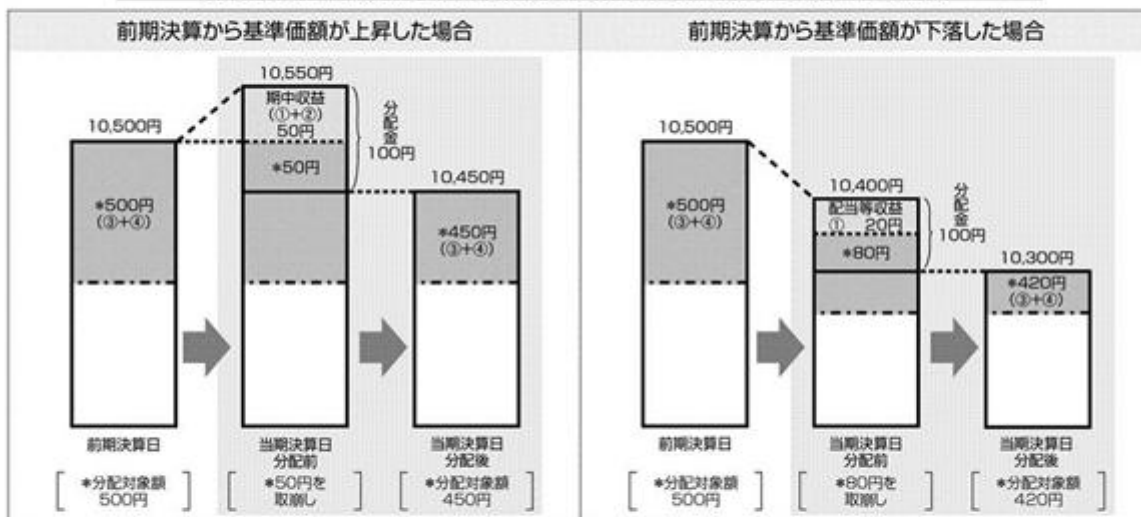 前期決算から基準価額が上昇した場合
10,550円
期中収益
(①+②)
50円
分配金
100円
10,500円
*50円
*500円
(③+④)
10,450円
*450円
(③+④)
前期決算日
当期決算日
分配前
当期決算日
分配後
*分配対象額
500円
*50円を
取崩し
*分配対象額
450円
前期決算から基準価額が下落した場合
10,500円
*500円
(③+④)
10,400円
配当等収益
① 20円
分配金
100円
*80円
10,300円
*420円
(③+④)
前期決算日
当期決算日
分配前
当期決算日
分配後
*分配対象額
500円
*80円を
取崩し
*分配対象額
420円